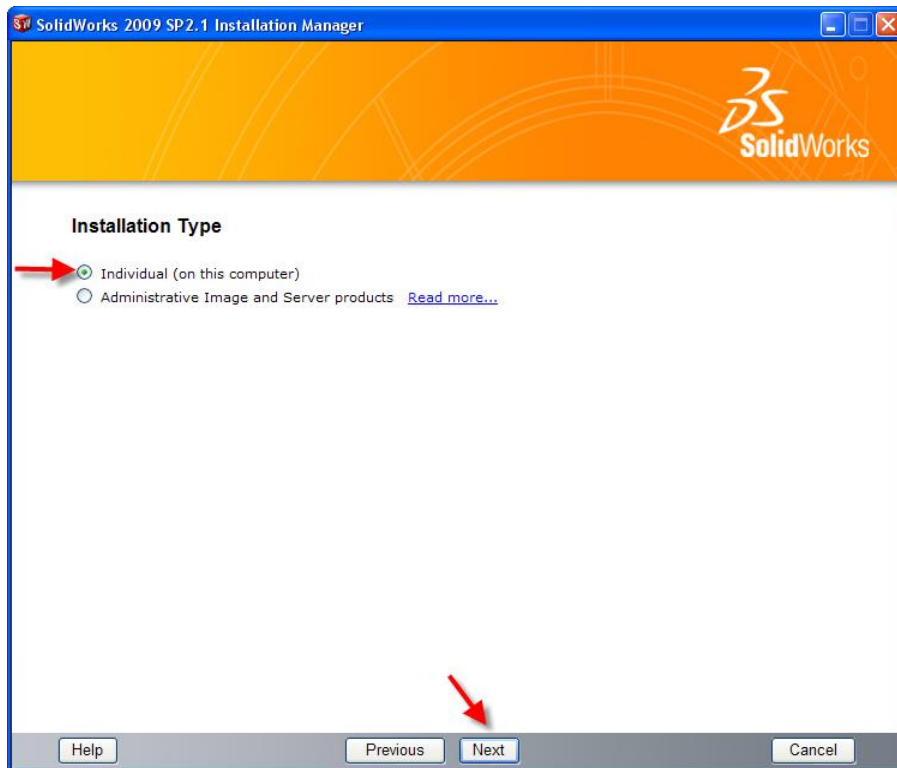 SolidWorks 2009 SP2.1 Installation Manager
SolidWorks
Installation Type
Individual (on this computer)
Administrative Image and Server products Read more...
Help Previous Next Cancel